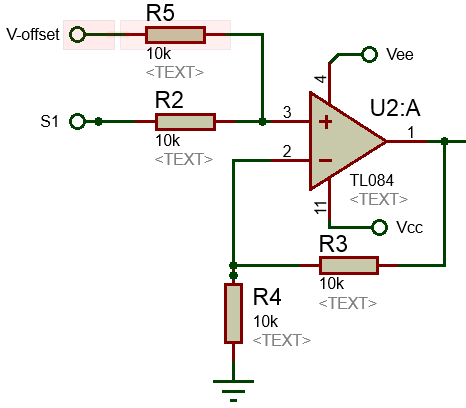 R5
V-offset
10k
<TEXT>
4
Vee
R2
U2:A
S1
3
+
1
10k
<TEXT>
2
−
TL084
<TEXT>
11
Vcc
R3
10k
<TEXT>
R4
10k
<TEXT>